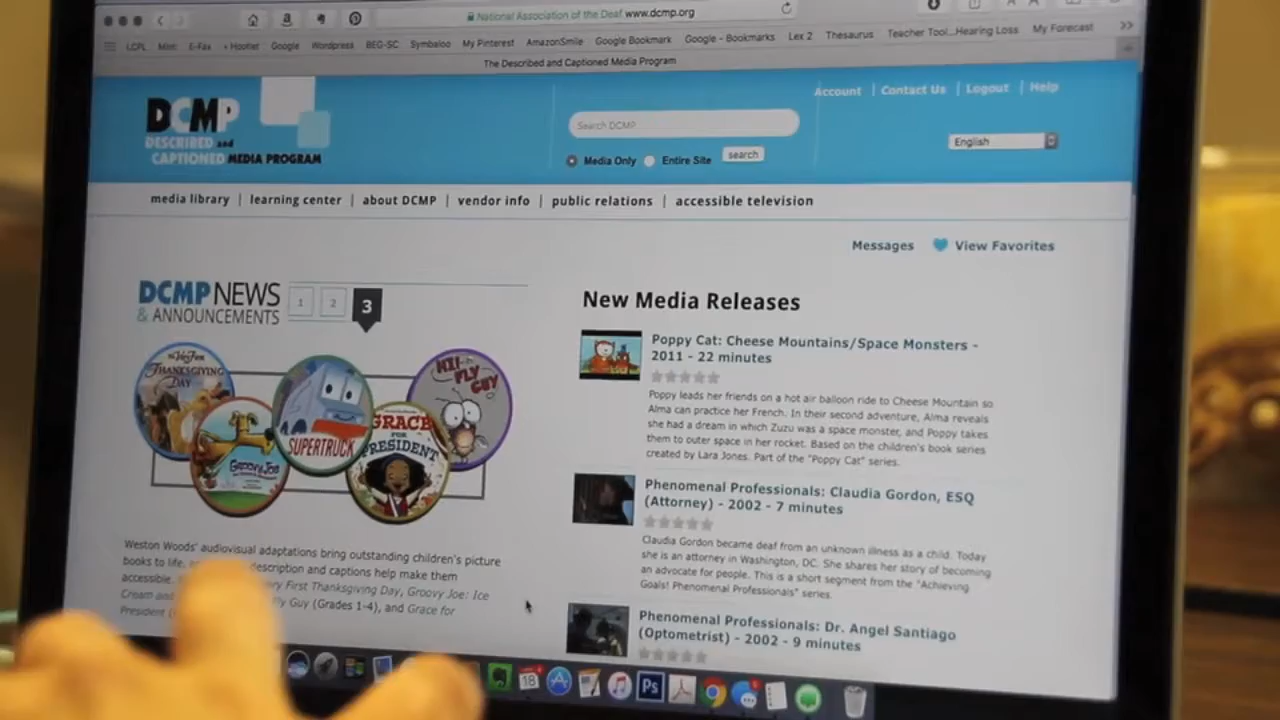 National Association of the Deaf www.dcmp.org
LCPL Mint E-Fax Hootlet Google Wordpress BEG-SC Symbaloo My Pinterest AmazonSmile Google Bookmark Google - Bookmarks Lex 2 Thesaurus Teacher Tool...Hearing Loss My Forecast >>
The Described and Captioned Media Program
Account | Contact Us | Logout | Help
DCMP
DESCRIBED and
CAPTIONED MEDIA PROGRAM
Search DCMP
English
Media Only Entire Site search
media library | learning center | about DCMP | vendor info | public relations | accessible television
Messages View Favorites
DCMP NEWS
& ANNOUNCEMENTS
1 2 3
THANKSGIVING
DAY
GROOVY JOE
SUPERTRUCK
GRACE
FOR
PRESIDENT
HI!
FLY
GUY
Weston Woods' audiovisual adaptations bring outstanding children's picture
books to life, description and captions help make them
accessible. First Thanksgiving Day, Groovy Joe: Ice
Cream and Guy (Grades 1-4), and Grace for
President
New Media Releases
Poppy Cat: Cheese Mountains/Space Monsters -
2011 - 22 minutes
Poppy leads her friends on a hot air balloon ride to Cheese Mountain so
Alma can practice her French. In their second adventure, Alma reveals
she had a dream in which Zuzu was a space monster, and Poppy takes
them to outer space in her rocket. Based on the children's book series
created by Lara Jones. Part of the "Poppy Cat" series.
Phenomenal Professionals: Claudia Gordon, ESQ
(Attorney) - 2002 - 7 minutes
Claudia Gordon became deaf from an unknown illness as a child. Today
she is an attorney in Washington, DC. She shares her story of becoming
an advocate for people. This is a short segment from the "Achieving
Goals! Phenomenal Professionals" series.
Phenomenal Professionals: Dr. Angel Santiago
(Optometrist) - 2002 - 9 minutes
18
Ps